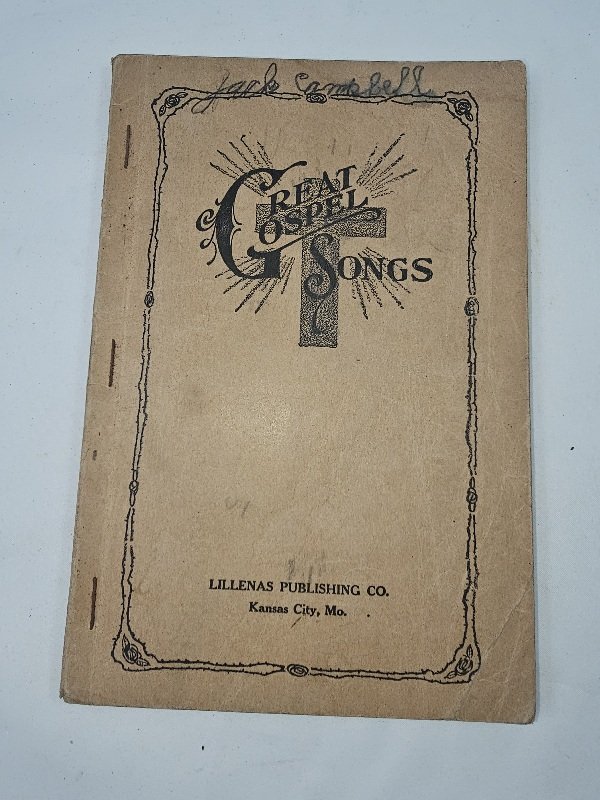 Jack Campbell
GREAT
GOSPEL
SONGS
LILLENAS PUBLISHING CO.
Kansas City, Mo.